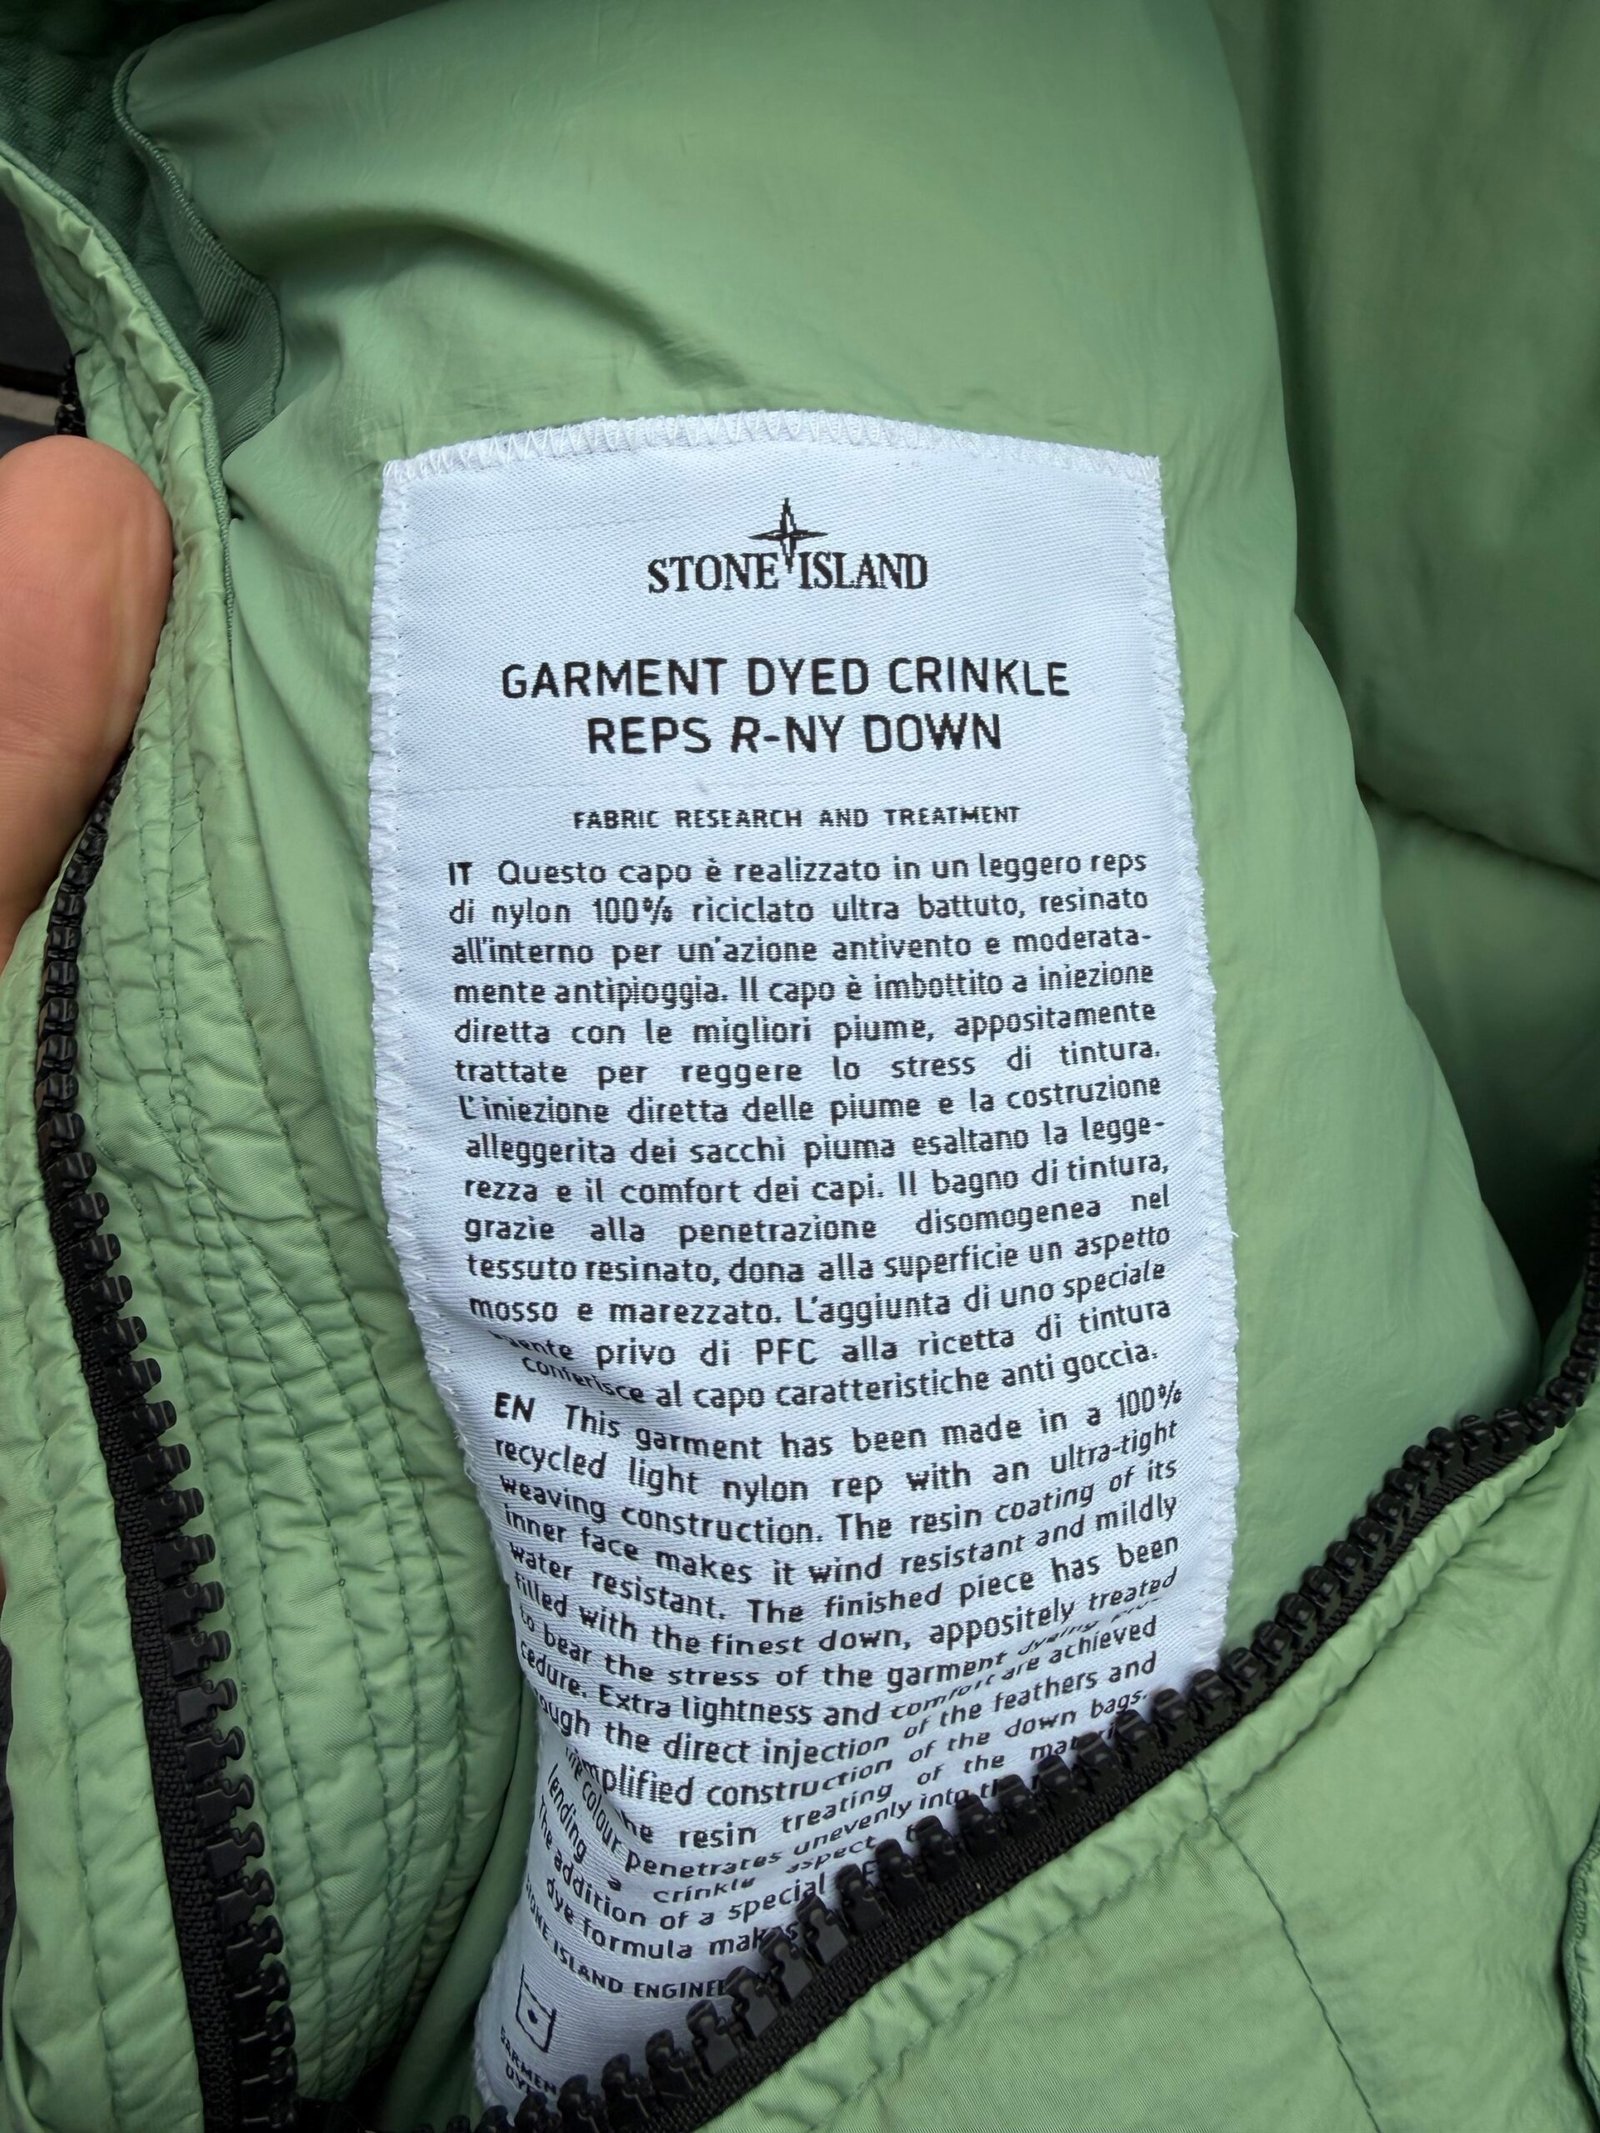 STONE ISLAND
GARMENT DYED CRINKLE
REPS R-NY DOWN
FABRIC RESEARCH AND TREATMENT
IT Questo capo è realizzato in un leggero reps
di nylon 100% riciclato ultra battuto, resinato
all'interno per un'azione antivento e moderata-
mente antipioggia. Il capo è imbottito a iniezione
diretta con le migliori piume, appositamente
trattate per reggere lo stress di tintura.
L'iniezione diretta delle piume e la costruzione
alleggerita dei sacchi piuma esaltano la legge-
rezza e il comfort dei capi. Il bagno di tintura,
grazie alla penetrazione disomogenea nel
tessuto resinato, dona alla superficie un aspetto
mosso e marezzato. L'aggiunta di uno speciale
privo di PFC alla ricetta di tintura
conferisce al capo caratteristiche anti goccia.
EN This garment has been made in a 100%
recycled light nylon rep with an ultra-tight
weaving construction. The resin coating of its
inner face makes it wind resistant and mildly
water resistant. The finished piece has been
filled with the finest down, appositely treated
to bear the stress of the garment dyeing
cedure. Extra lightness and comfort are achieved
the direct injection of the feathers and
construction of the down bags.
resin treating of the
colour penetrates unevenly into
lending a crinkle aspect
The addition of a special
dye formula makes
STONE ISLAND
GARMENT